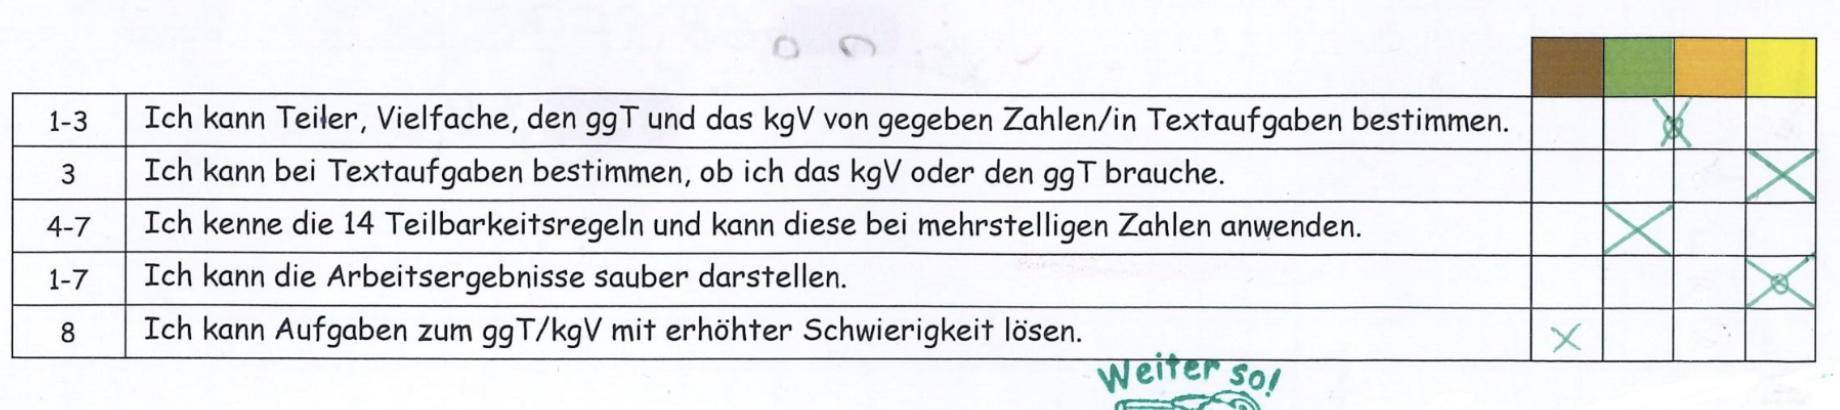 1-3 Ich kann Teiler, Vielfache, den ggT und das kgV von gegeben Zahlen/in Textaufgaben bestimmen.
3 Ich kann bei Textaufgaben bestimmen, ob ich das kgV oder den ggT brauche.
4-7 Ich kenne die 14 Teilbarkeitsregeln und kann diese bei mehrstelligen Zahlen anwenden.
1-7 Ich kann die Arbeitsergebnisse sauber darstellen.
8 Ich kann Aufgaben zum ggT/kgV mit erhöhter Schwierigkeit lösen.
Weiter so!